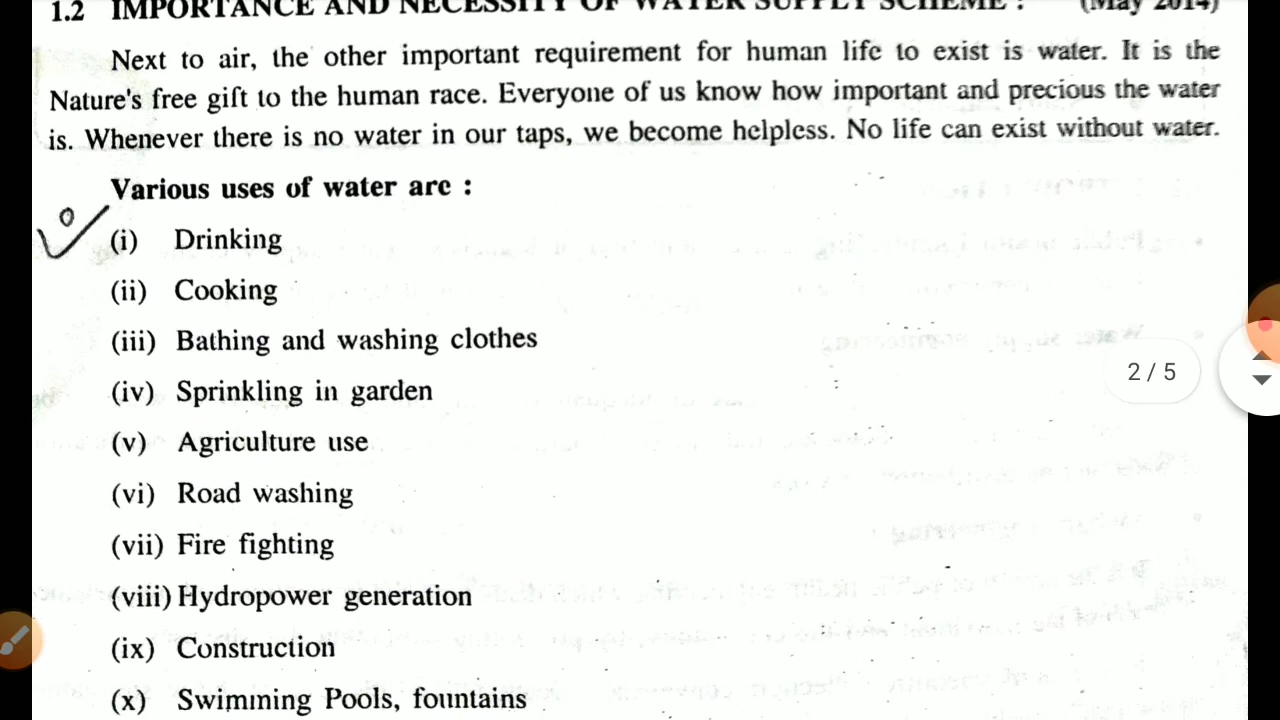 1.2 IMPORTANCE AND NECESSITY OF WATER SUPPLY SCHEME : (May 2014)
Next to air, the other important requirement for human life to exist is water. It is the
Nature's free gift to the human race. Everyone of us know how important and precious the water
is. Whenever there is no water in our taps, we become helpless. No life can exist without water.
Various uses of water are :
(i) Drinking
(ii) Cooking
(iii) Bathing and washing clothes
(iv) Sprinkling in garden
2 / 5
(v) Agriculture use
(vi) Road washing
(vii) Fire fighting
(viii) Hydropower generation
(ix) Construction
(x) Swimming Pools, fountains